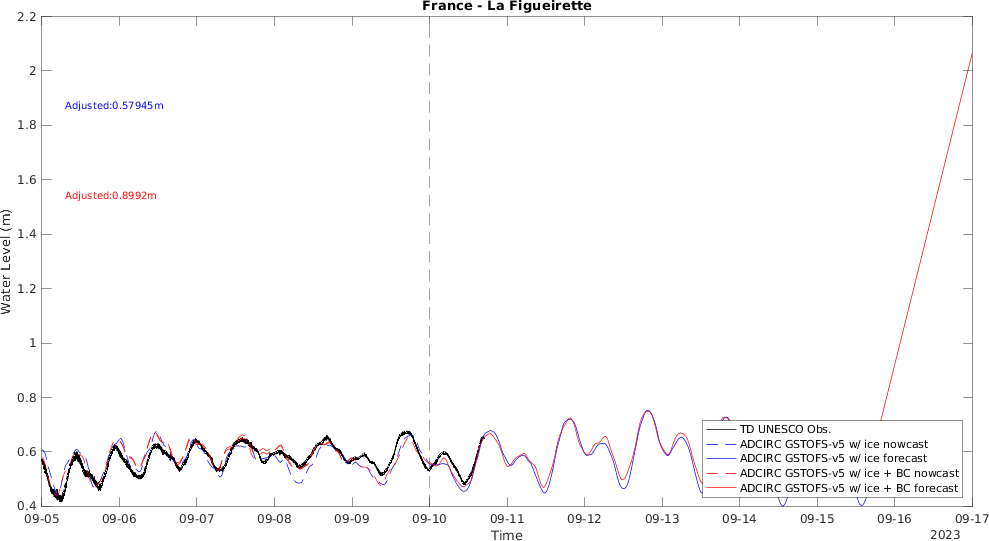 France - La Figueirette
2.2
2
1.8
1.6
1.4
1.2
1
0.8
0.6
0.4
Water Level (m)
Adjusted:0.57945m
Adjusted:0.8992m
TD UNESCO Obs.
ADCIRC GSTOFS-v5 w/ ice nowcast
ADCIRC GSTOFS-v5 w/ ice forecast
ADCIRC GSTOFS-v5 w/ ice + BC nowcast
ADCIRC GSTOFS-v5 w/ ice + BC forecast
09-05 09-06 09-07 09-08 09-09 09-10 09-11 09-12 09-13 09-14 09-15 09-16 09-17
Time
2023